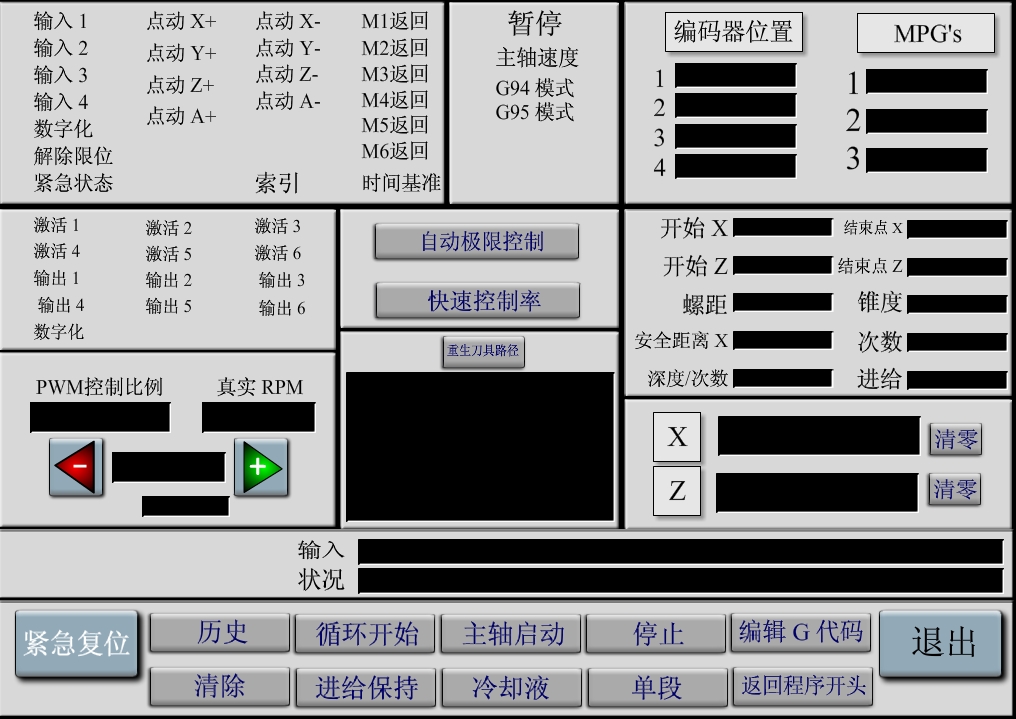 输入 1 点动 X+ 点动 X- M1返回
输入 2 点动 Y+ 点动 Y- M2返回
输入 3 点动 Z+ 点动 Z- M3返回
输入 4 点动 A+ 点动 A- M4返回
数字化 M5返回
解除限位 M6返回
紧急状态 索引 时间基准
暂停
主轴速度
G94 模式
G95 模式
编码器位置
1
2
3
4
MPG's
1
2
3
激活 1 激活 2 激活 3
激活 4 激活 5 激活 6
输出 1 输出 2 输出 3
输出 4 输出 5 输出 6
数字化
自动极限控制
快速控制率
开始 X 结束点 X
开始 Z 结束点 Z
螺距 锥度
安全距离 X 次数
深度/次数 进给
PWM控制比例 真实 RPM
- +
重生刀具路径
X 清零
Z 清零
输入
状况
紧急复位
历史 循环开始 主轴启动 停止 编辑 G 代码
清除 进给保持 冷却液 单段 返回程序开头
退出